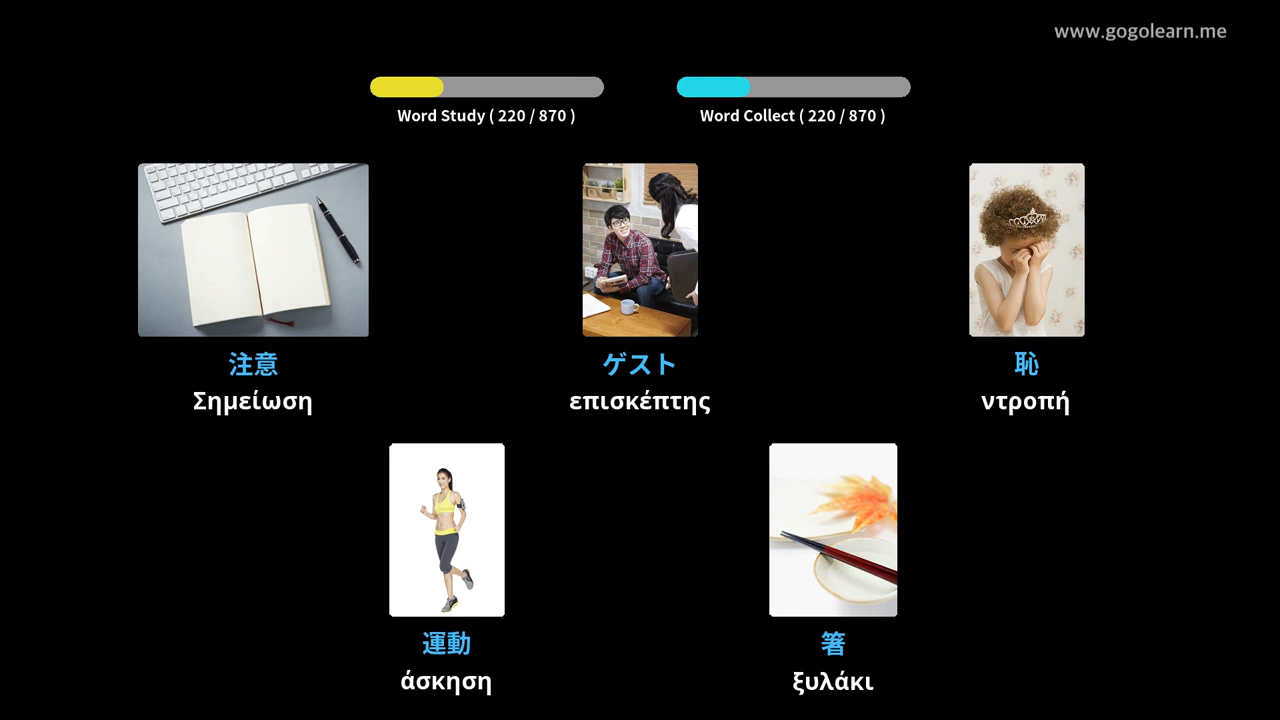 www.gogolearn.me
Word Study ( 220 / 870 )
Word Collect ( 220 / 870 )
注意
Σημείωση
ゲスト
επισκέπτης
恥
ντροπή
運動
άσκηση
箸
ξυλάκι